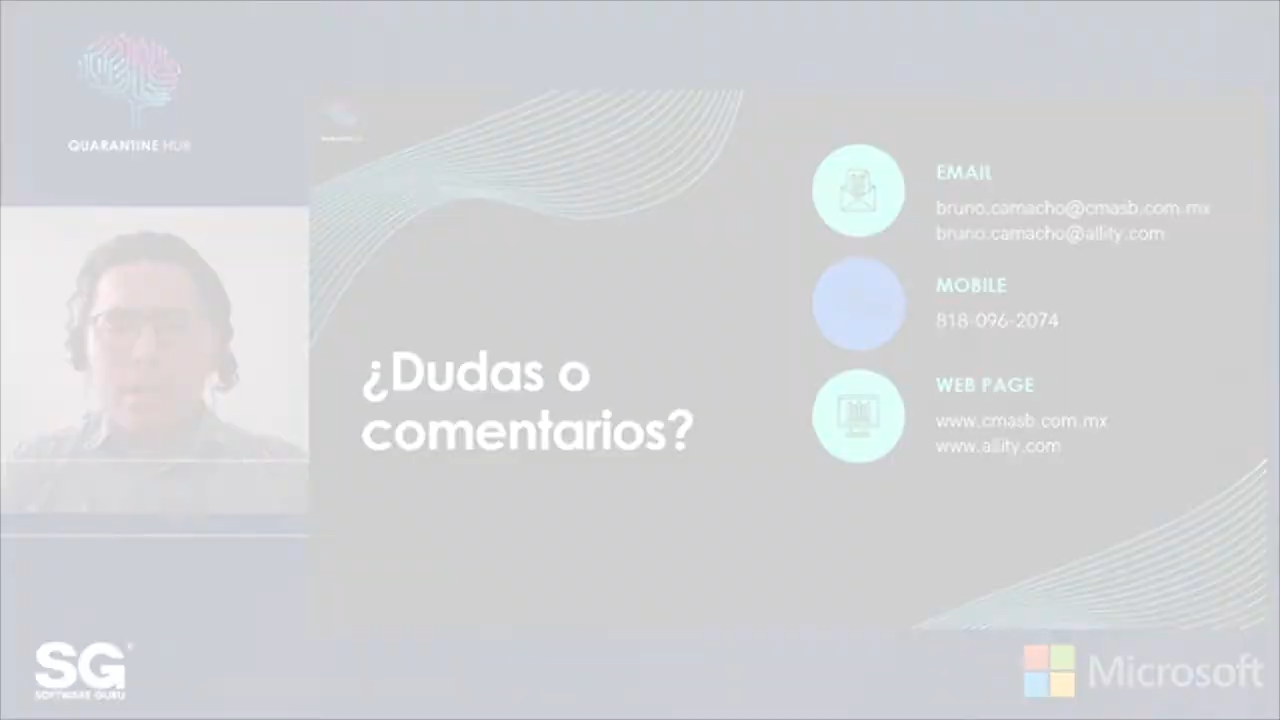 QUARANTINE HUB
EMAIL
bruno.camacho@cmasb.com.mx
bruno.camacho@allity.com
MOBILE
818-096-2074
¿Dudas o
comentarios?
WEB PAGE
www.cmasb.com.mx
www.allity.com
SG
SOFTWARE GURU
Microsoft